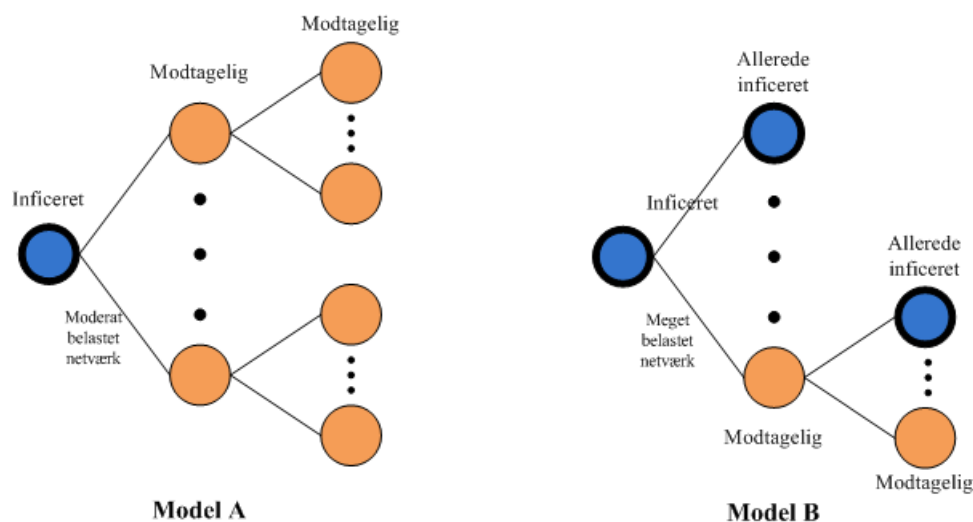 Modtagelig
Modtagelig
Inficeret
Moderat
belastet
netværk
Model A
Allerede
inficeret
Inficeret
Allerede
inficeret
Meget
belastet
netværk
Modtagelig
Modtagelig
Model B